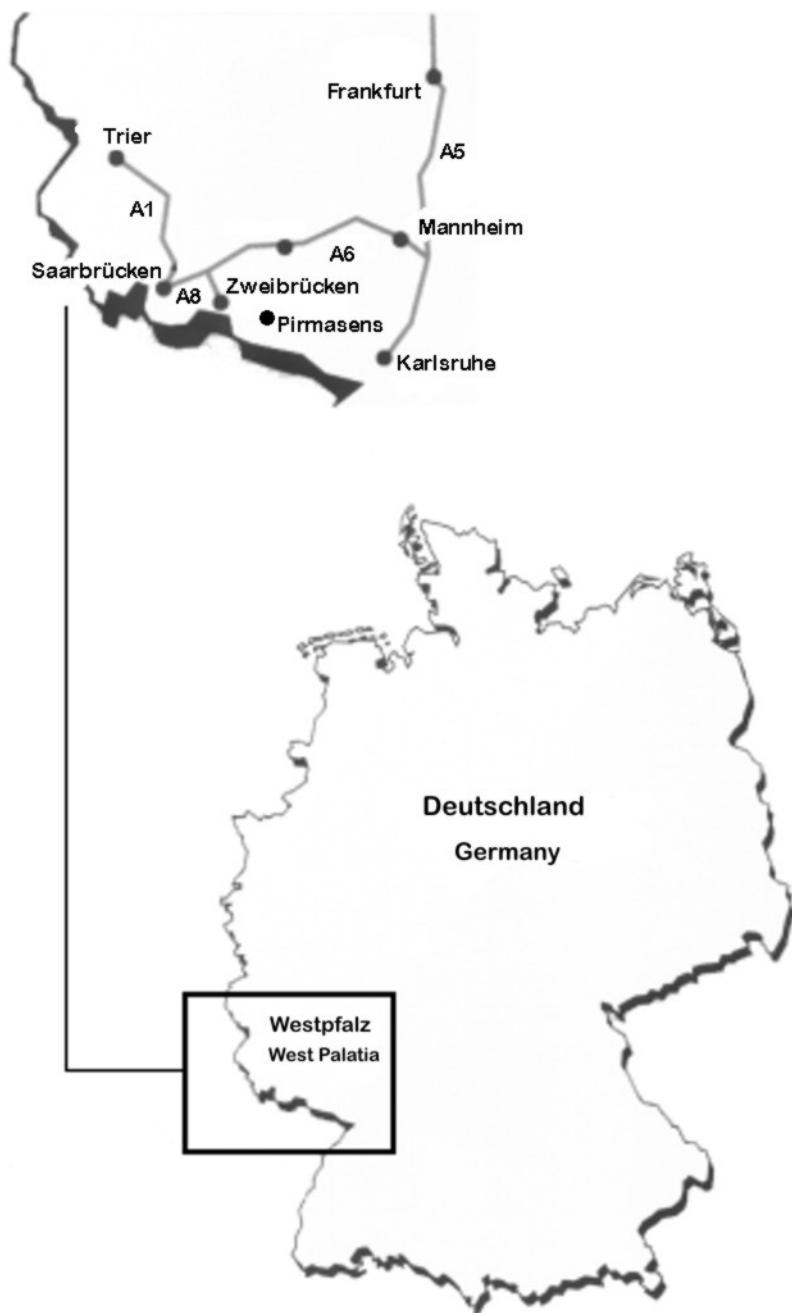 Frankfurt
Trier
A5
A1
Mannheim
A6
Saarbrücken
A8
Zweibrücken
Pirmasens
Karlsruhe
Deutschland
Germany
Westpfalz
West Palatia